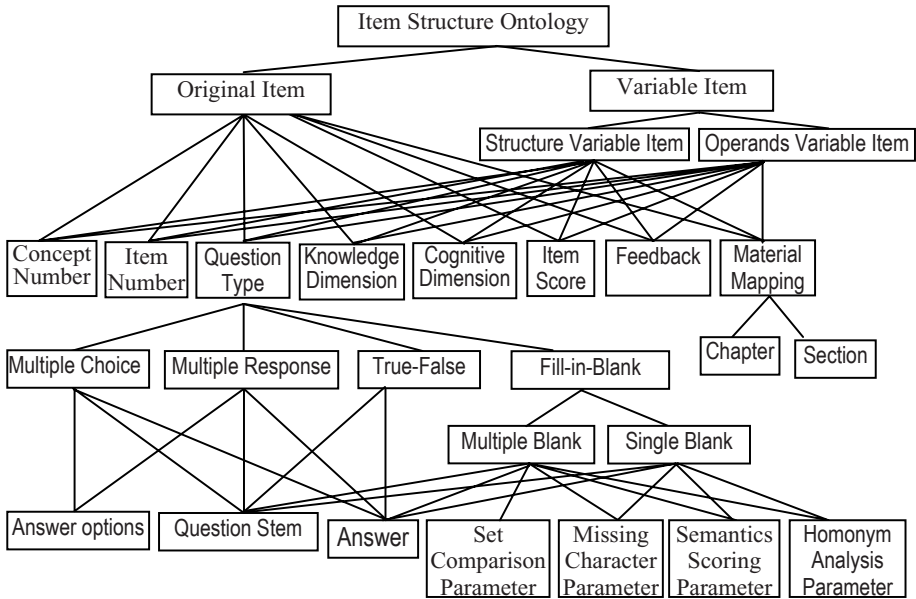 Item Structure Ontology
Original Item
Variable Item
Structure Variable Item
Operands Variable Item
Concept
Number
Item
Number
Question
Type
Knowledge
Dimension
Cognitive
Dimension
Item
Score
Feedback
Material
Mapping
Chapter
Section
Multiple Choice
Multiple Response
True-False
Fill-in-Blank
Multiple Blank
Single Blank
Answer options
Question Stem
Answer
Set
Comparison
Parameter
Missing
Character
Parameter
Semantics
Scoring
Parameter
Homonym
Analysis
Parameter